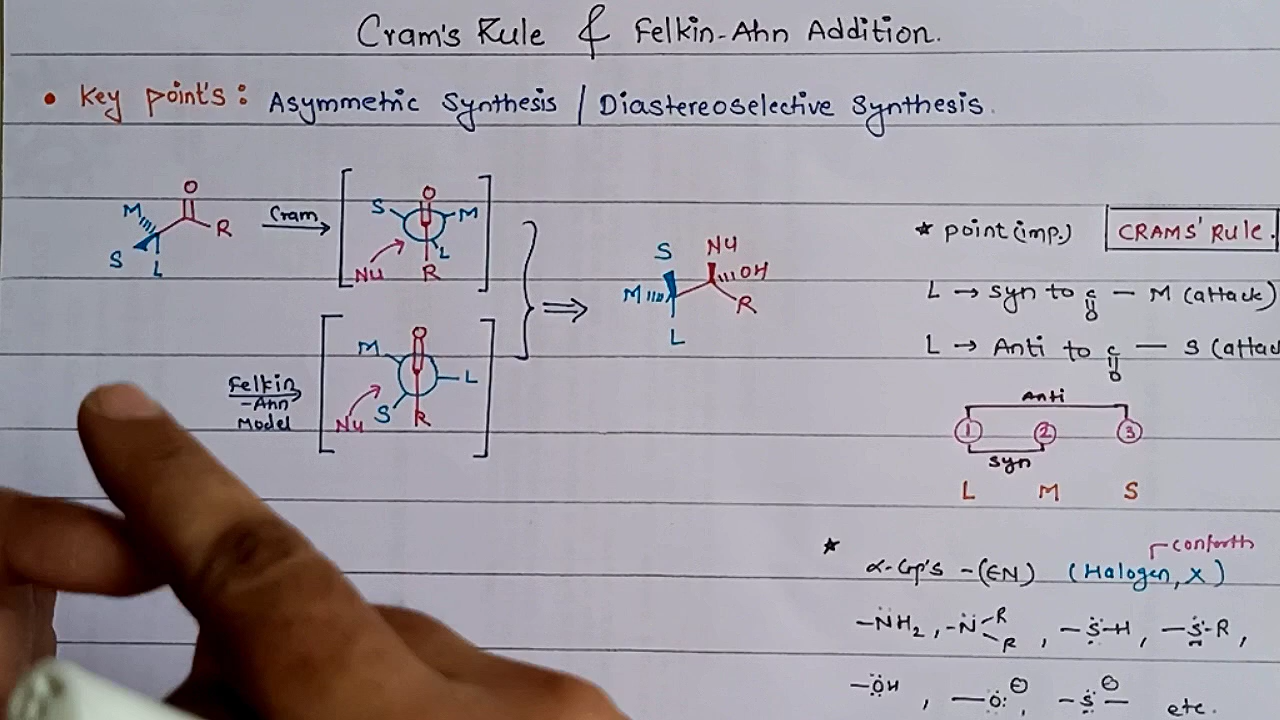 Cram's Rule & Felkin-Ahn Addition.
• Key point's : Asymmetric Synthesis / Diastereoselective Synthesis.
M S L O R
Cram
S O M L R Nu
Felkin
-Ahn
Model
M O L S R Nu
S Nu M OH R L
* point (imp.) CRAMS' RULE.
L → syn to C=O — M (attack)
L → Anti to C=O — S (attac
Anti
1 2 3
syn
L M S
* conforth
α-Gp's - (EN) (Halogen, X)
-NH₂, -N-R R, -S-H, -S-R,
-OH, -O:⊖, -S⊖- etc.